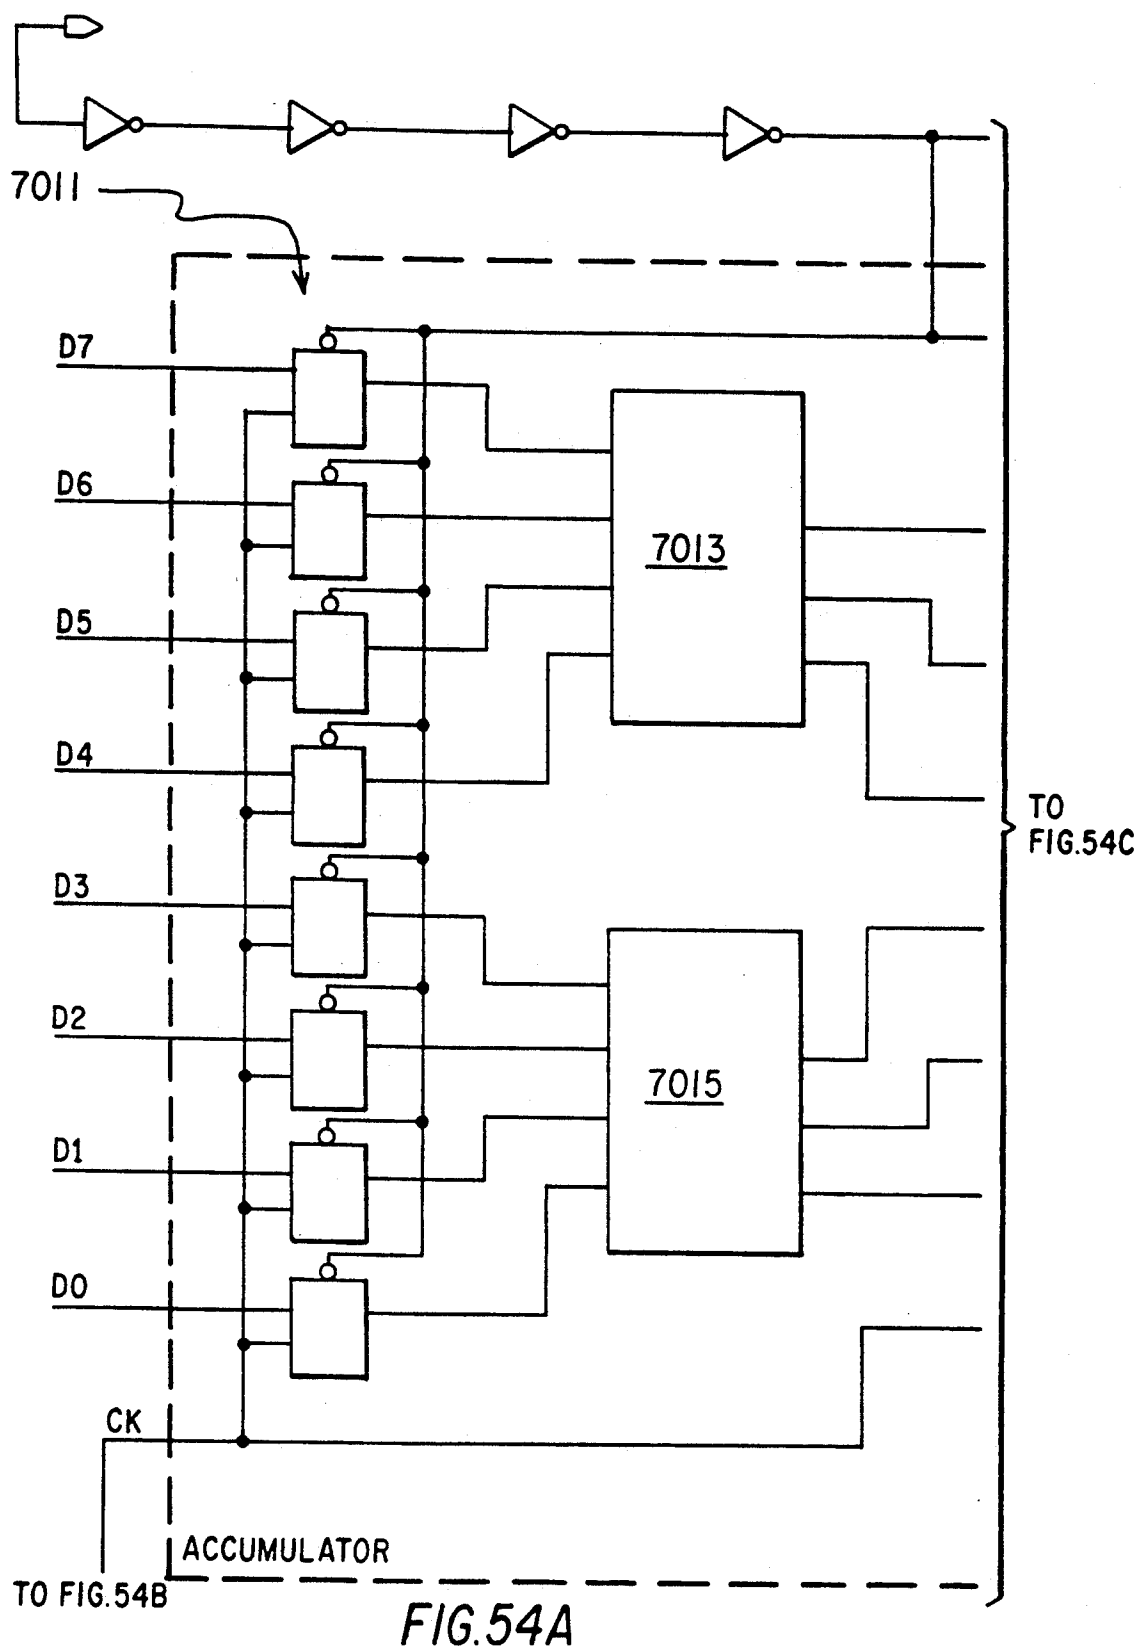 7011
D7
D6
7013
D5
D4
TO
FIG.54C
D3
D2
7015
D1
D0
CK
ACCUMULATOR
TO FIG.54B
FIG.54A